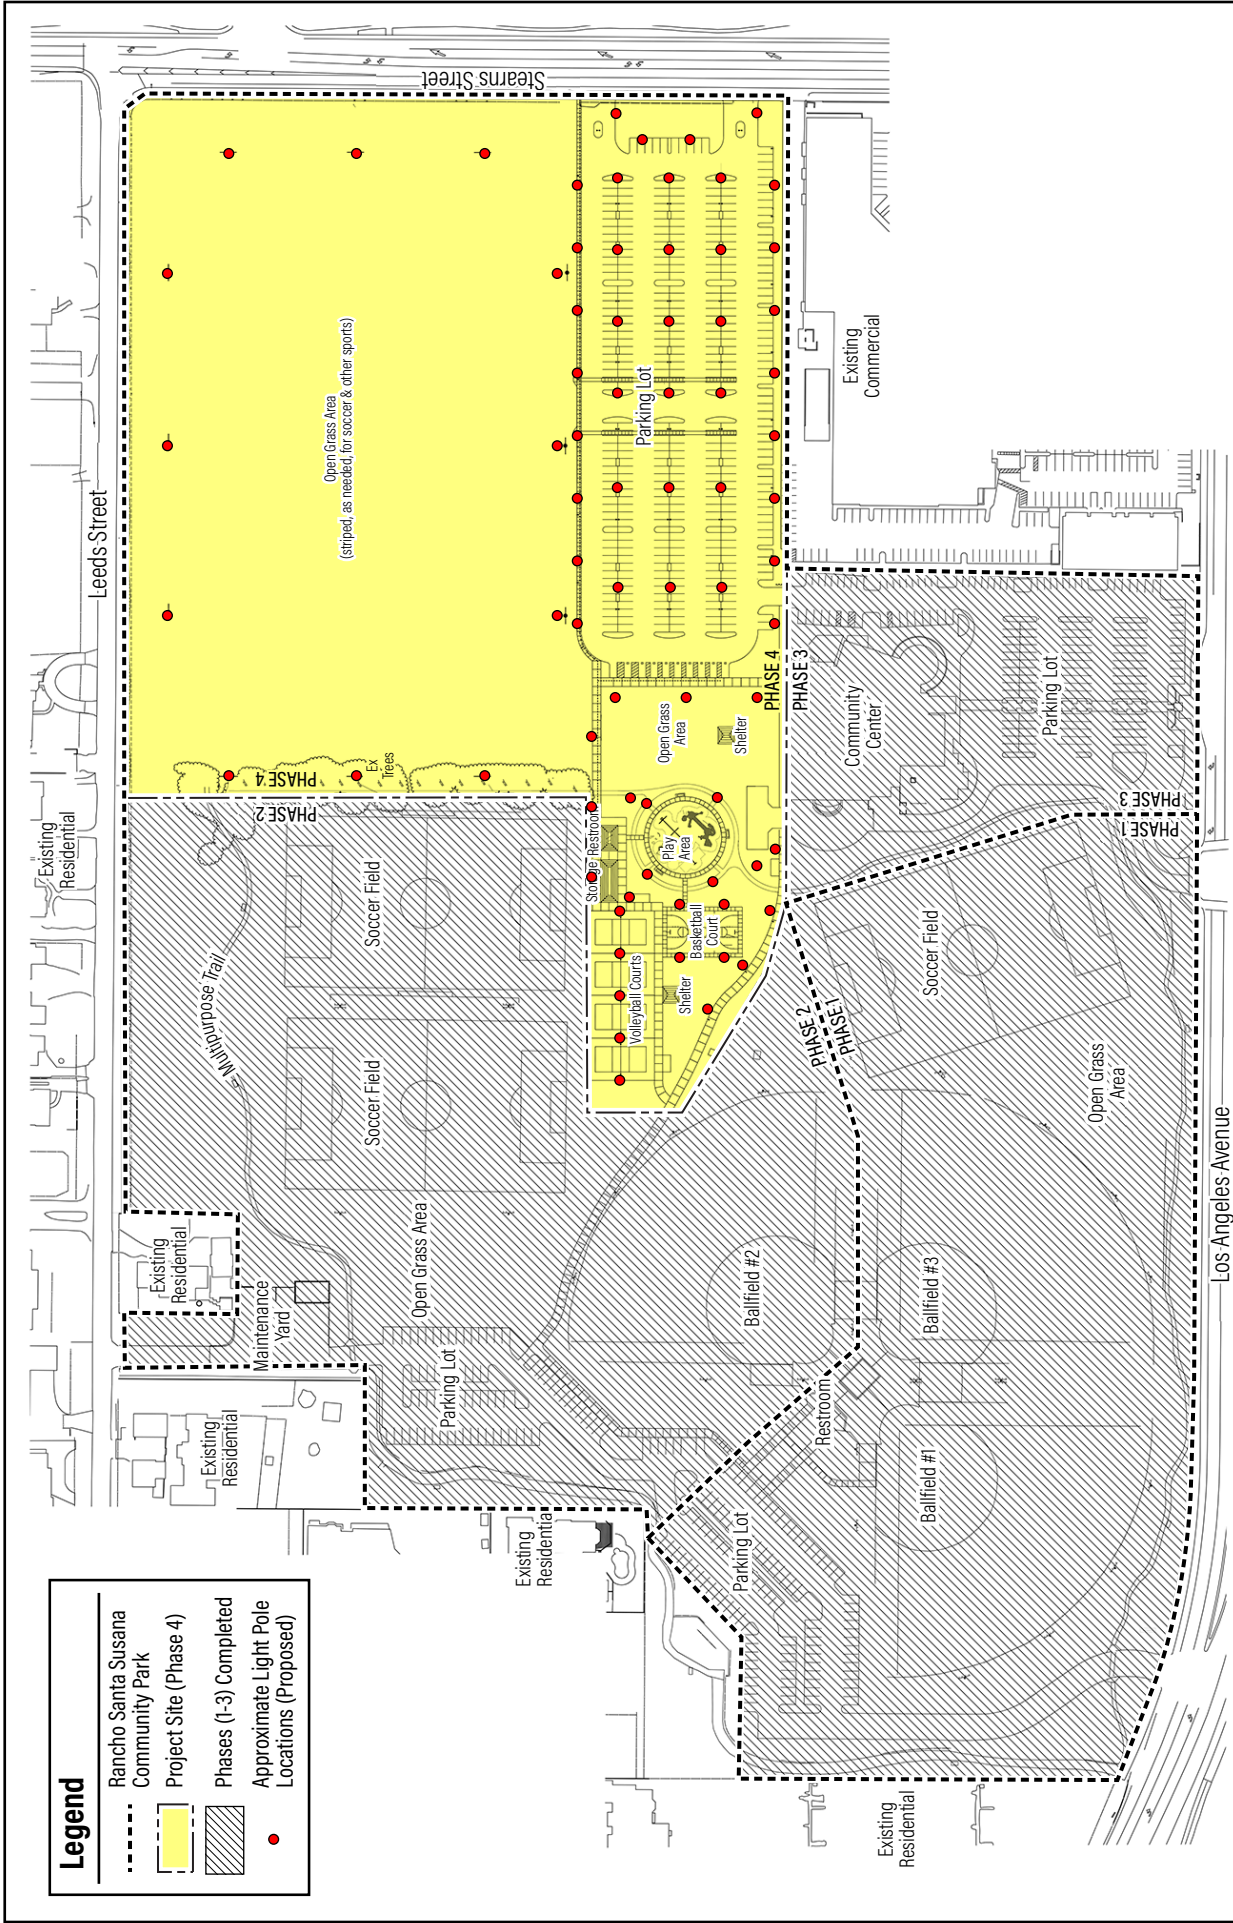 Legend
Rancho Santa Susana
Community Park
Project Site (Phase 4)
Phases (1-3) Completed
Approximate Light Pole
Locations (Proposed)
Leeds Street
Stearns Street
Los Angeles Avenue
Existing
Residential
Existing
Residential
Existing
Residential
Existing
Residential
Existing
Residential
Existing
Commercial
Open Grass Area
(striped, as needed, for soccer & other sports)
Parking Lot
PHASE 4
PHASE 2
Ex
Trees
PHASE 4
PHASE 3
Open Grass
Area
Shelter
Play
Area
Storage
Restroom
Basketball
Court
Volleyball Courts
Shelter
Multipurpose Trail
Soccer Field
Soccer Field
Open Grass Area
Maintenance
Yard
Parking Lot
Ballfield #2
PHASE 2
PHASE 1
Community
Center
Parking Lot
PHASE 3
PHASE 1
Soccer Field
Open Grass
Area
Ballfield #3
Restroom
Ballfield #1
Parking Lot